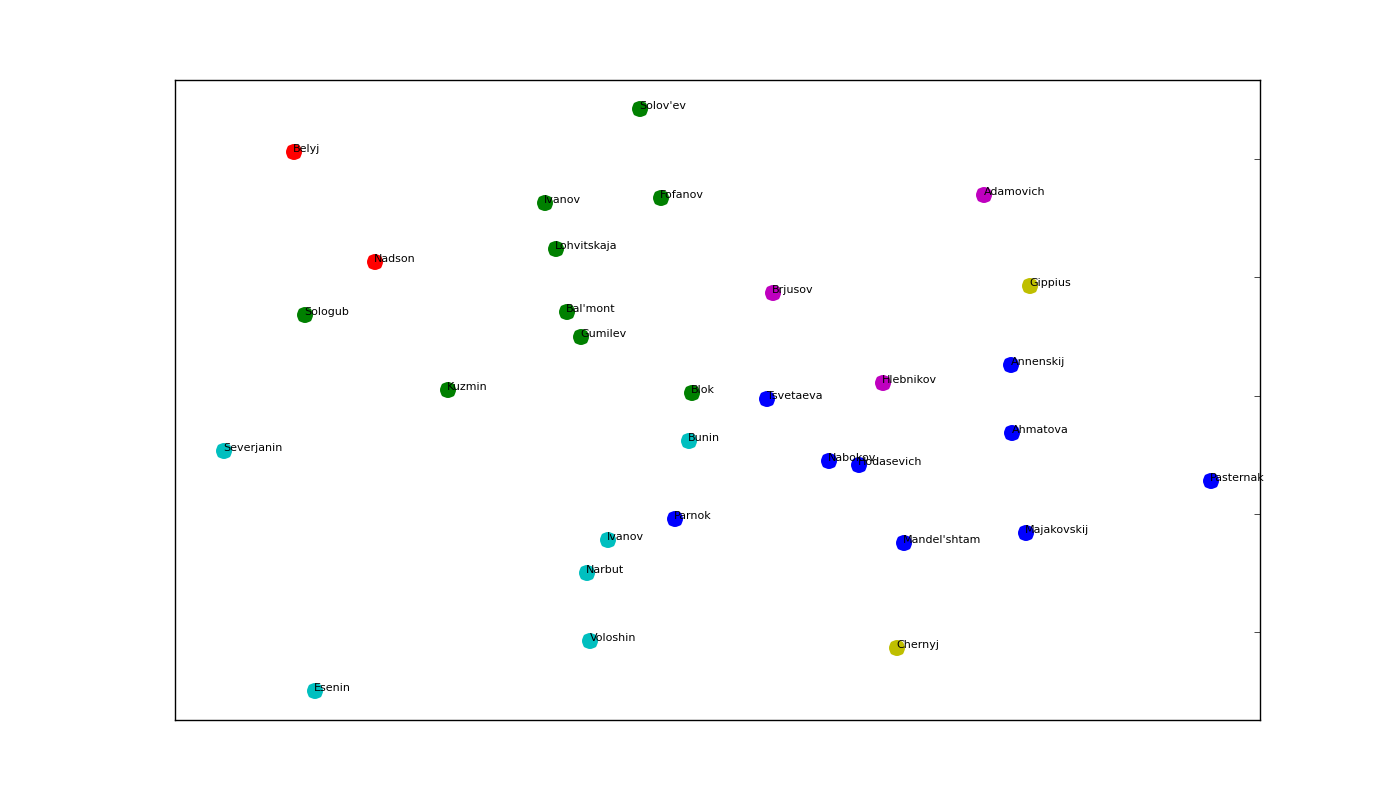 Solov'ev
Belyj
Adamovich
Fofanov
Ivanov
Lohvitskaja
Nadson
Gippius
Brjusov
Bal'mont
Sologub
Gumilev
Annenskij
Hlebnikov
Kuzmin
Blok
Tsvetaeva
Ahmatova
Bunin
Severjanin
Nabokov
Hodasevich
Pasternak
Parnok
Majakovskij
Ivanov
Mandel'shtam
Narbut
Voloshin
Chernyj
Esenin